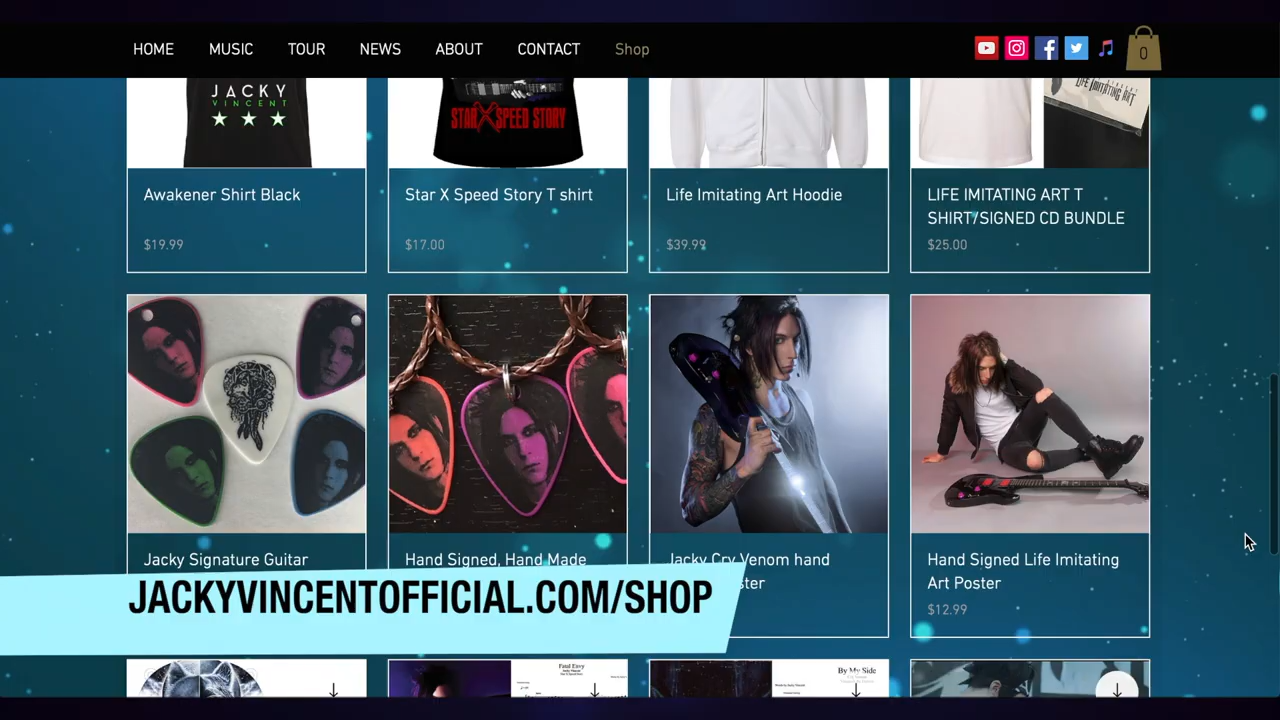 HOME MUSIC TOUR NEWS ABOUT CONTACT Shop
0
JACKY
VINCENT
STAR X SPEED STORY
LIFE IMITATING ART
Awakener Shirt Black
$19.99
Star X Speed Story T shirt
$17.00
Life Imitating Art Hoodie
$39.99
LIFE IMITATING ART T
SHIRT/SIGNED CD BUNDLE
$25.00
Jacky Signature Guitar
Hand Signed, Hand Made
Jacky Cry Venom hand
Hand Signed Life Imitating
Art Poster
$12.99
JACKYVINCENTOFFICIAL.COM/SHOP
Fatal Envy
By My Side